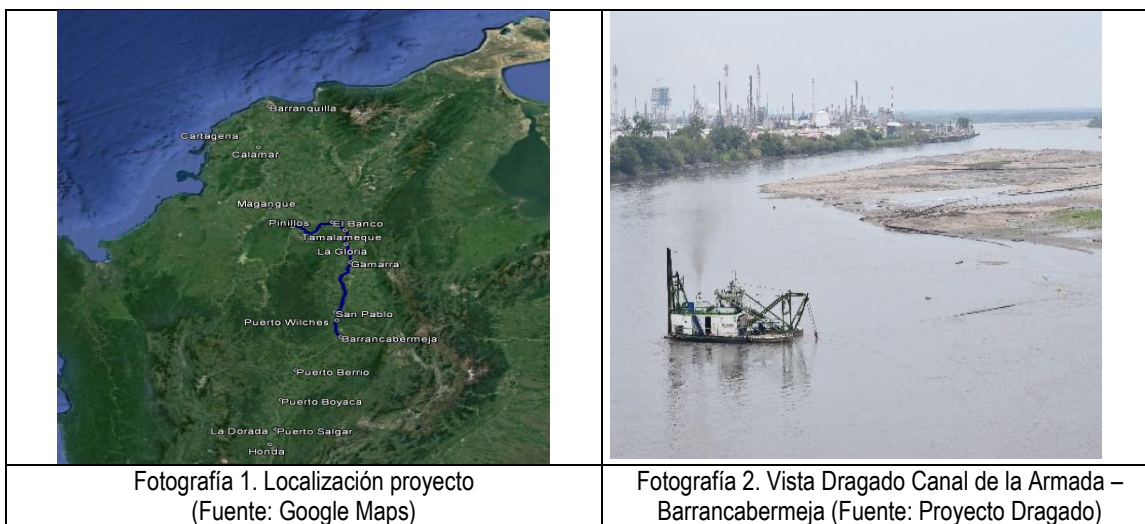 Barranquilla
Cartagena
Calamar
Magangue
Pinillos
El Banco
Tamalameque
La Gloria
Gamarra
San Pablo
Puerto Wilches
Barrancabermeja
Puerto Berrio
Puerto Boyaca
La Dorada
Puerto Salgar
Honda
Fotografía 1. Localización proyecto
(Fuente: Google Maps)
Fotografía 2. Vista Dragado Canal de la Armada –
Barrancabermeja (Fuente: Proyecto Dragado)